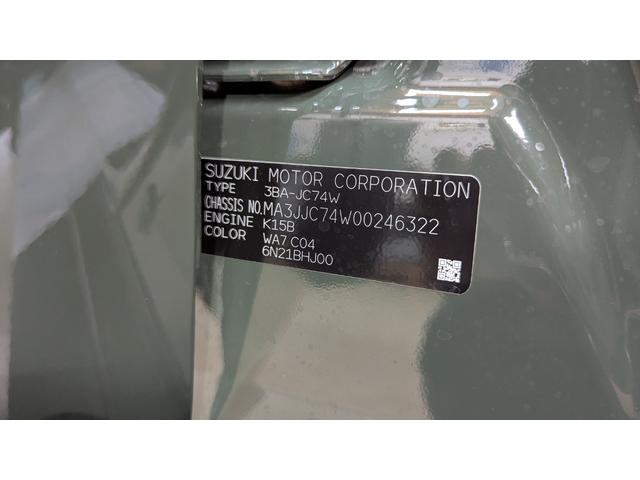 SUZUKI MOTOR CORPORATION
TYPE 3BA-JC74W
CHASSIS NO. MA3JJC74W00246322
ENGINE K15B
COLOR WA7 C04
6N21BHJ00